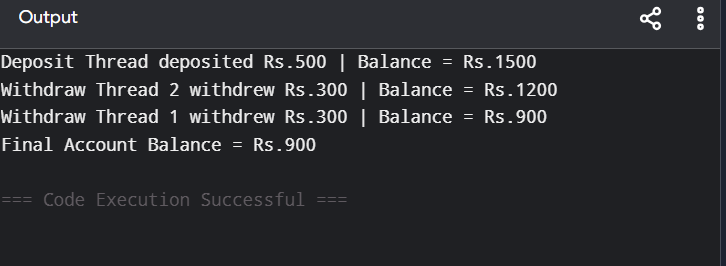 Output
Deposit Thread deposited Rs.500 | Balance = Rs.1500
Withdraw Thread 2 withdrew Rs.300 | Balance = Rs.1200
Withdraw Thread 1 withdrew Rs.300 | Balance = Rs.900
Final Account Balance = Rs.900
=== Code Execution Successful ===